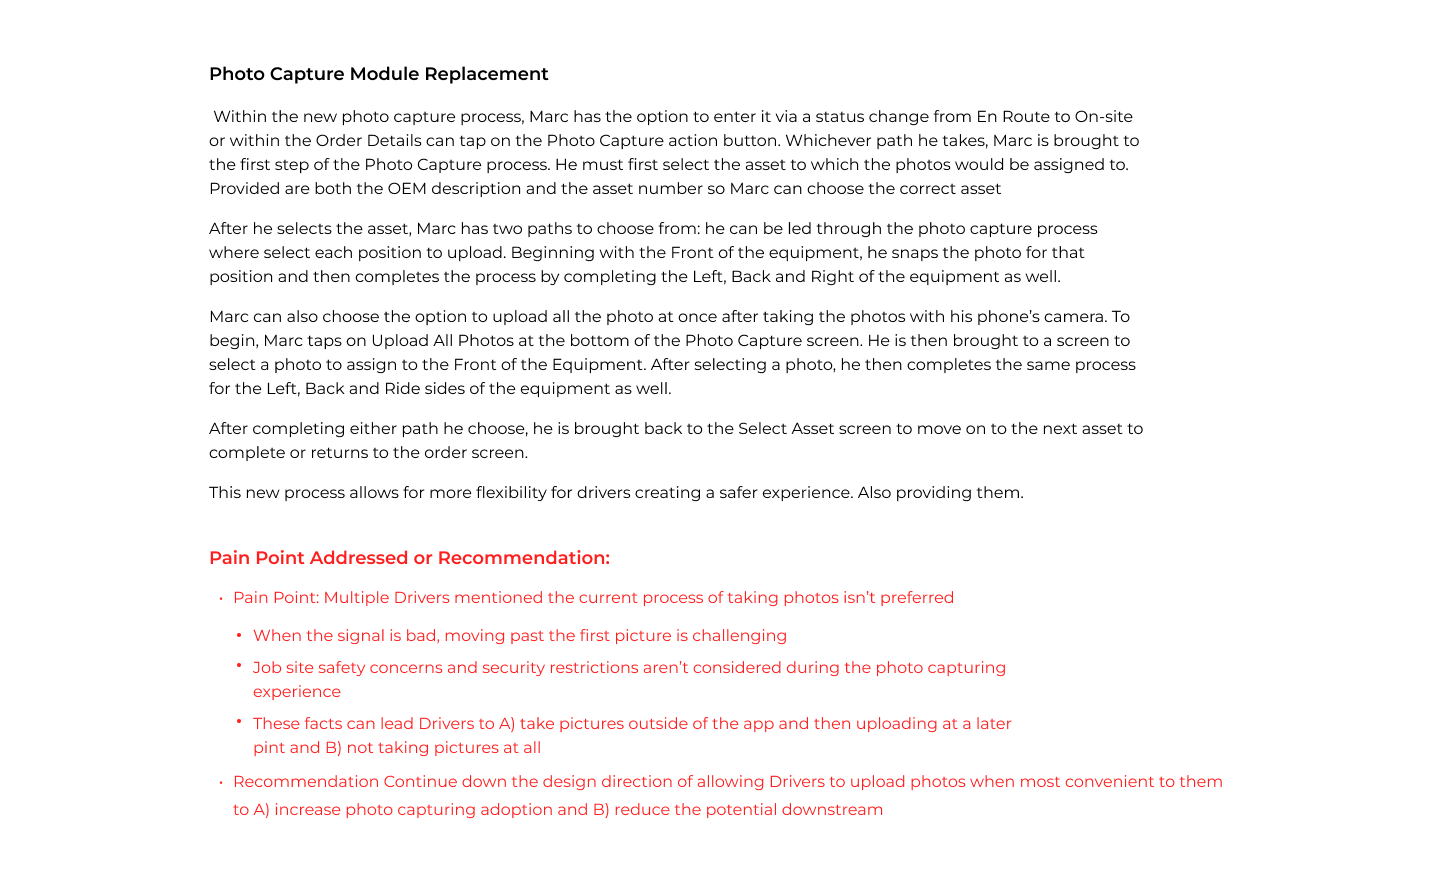 Photo Capture Module Replacement
Within the new photo capture process, Marc has the option to enter it via a status change from En Route to On-site
or within the Order Details can tap on the Photo Capture action button. Whichever path he takes, Marc is brought to
the first step of the Photo Capture process. He must first select the asset to which the photos would be assigned to.
Provided are both the OEM description and the asset number so Marc can choose the correct asset
After he selects the asset, Marc has two paths to choose from: he can be led through the photo capture process
where select each position to upload. Beginning with the Front of the equipment, he snaps the photo for that
position and then completes the process by completing the Left, Back and Right of the equipment as well.
Marc can also choose the option to upload all the photo at once after taking the photos with his phone’s camera. To
begin, Marc taps on Upload All Photos at the bottom of the Photo Capture screen. He is then brought to a screen to
select a photo to assign to the Front of the Equipment. After selecting a photo, he then completes the same process
for the Left, Back and Ride sides of the equipment as well.
After completing either path he choose, he is brought back to the Select Asset screen to move on to the next asset to
complete or returns to the order screen.
This new process allows for more flexibility for drivers creating a safer experience. Also providing them.
Pain Point Addressed or Recommendation:
• Pain Point: Multiple Drivers mentioned the current process of taking photos isn’t preferred
• When the signal is bad, moving past the first picture is challenging
• Job site safety concerns and security restrictions aren’t considered during the photo capturing
experience
• These facts can lead Drivers to A) take pictures outside of the app and then uploading at a later
pint and B) not taking pictures at all
• Recommendation Continue down the design direction of allowing Drivers to upload photos when most convenient to them
to A) increase photo capturing adoption and B) reduce the potential downstream